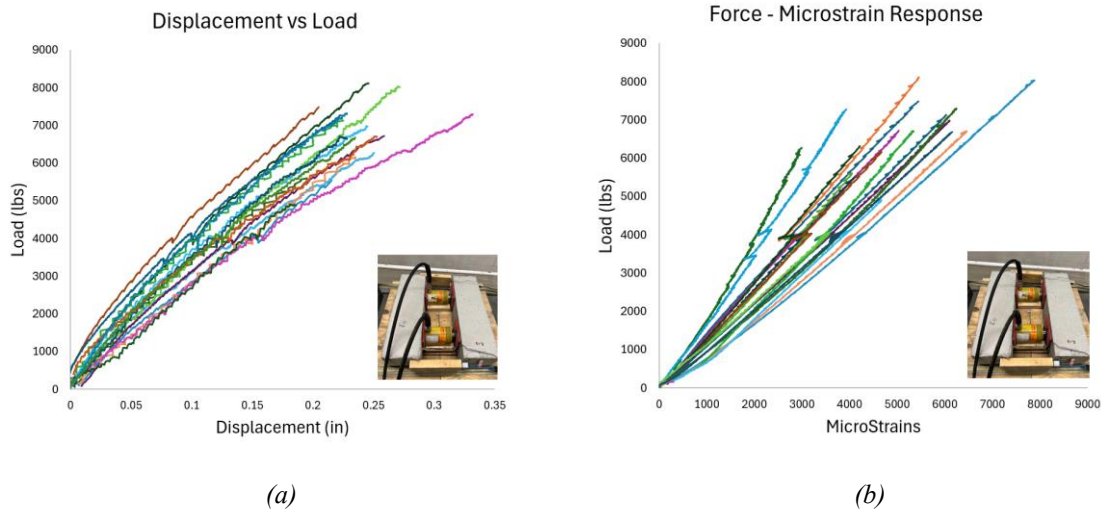 Displacement vs Load
9000
8000
7000
6000
5000
4000
3000
2000
1000
0
Load (lbs)
0 0.05 0.1 0.15 0.2 0.25 0.3 0.35
Displacement (in)
(a)
Force - Microstrain Response
9000
8000
7000
6000
5000
4000
3000
2000
1000
0
Load (lbs)
0 1000 2000 3000 4000 5000 6000 7000 8000 9000
MicroStrains
(b)